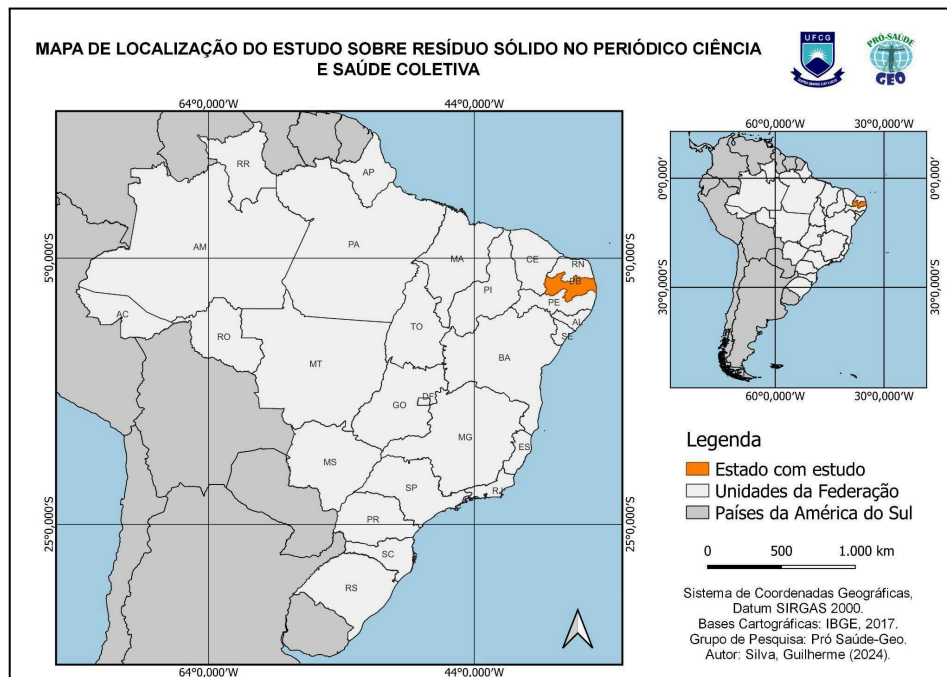 MAPA DE LOCALIZAÇÃO DO ESTUDO SOBRE RESÍDUO SÓLIDO NO PERIÓDICO CIÊNCIA
E SAÚDE COLETIVA
UFCG
PRÓ-SAÚDE
GEO
64°0,000'W
44°0,000'W
RR
AP
AM
PA
MA
CE
RN
PB
PI
PE
AL
SE
AC
RO
TO
BA
MT
GO
DF
MG
ES
MS
SP
RJ
PR
SC
RS
5°0,000'S
5°0,000'S
25°0,000'S
25°0,000'S
64°0,000'W
44°0,000'W
60°0,000'W
30°0,000'W
0°0,000'
0°0,000'
30°0,000'S
30°0,000'S
60°0,000'W
30°0,000'W
Legenda
Estado com estudo
Unidades da Federação
Países da América do Sul
0 500 1.000 km
Sistema de Coordenadas Geográficas,
Datum SIRGAS 2000.
Bases Cartográficas: IBGE, 2017.
Grupo de Pesquisa: Pró Saúde-Geo.
Autor: Silva, Guilherme (2024).